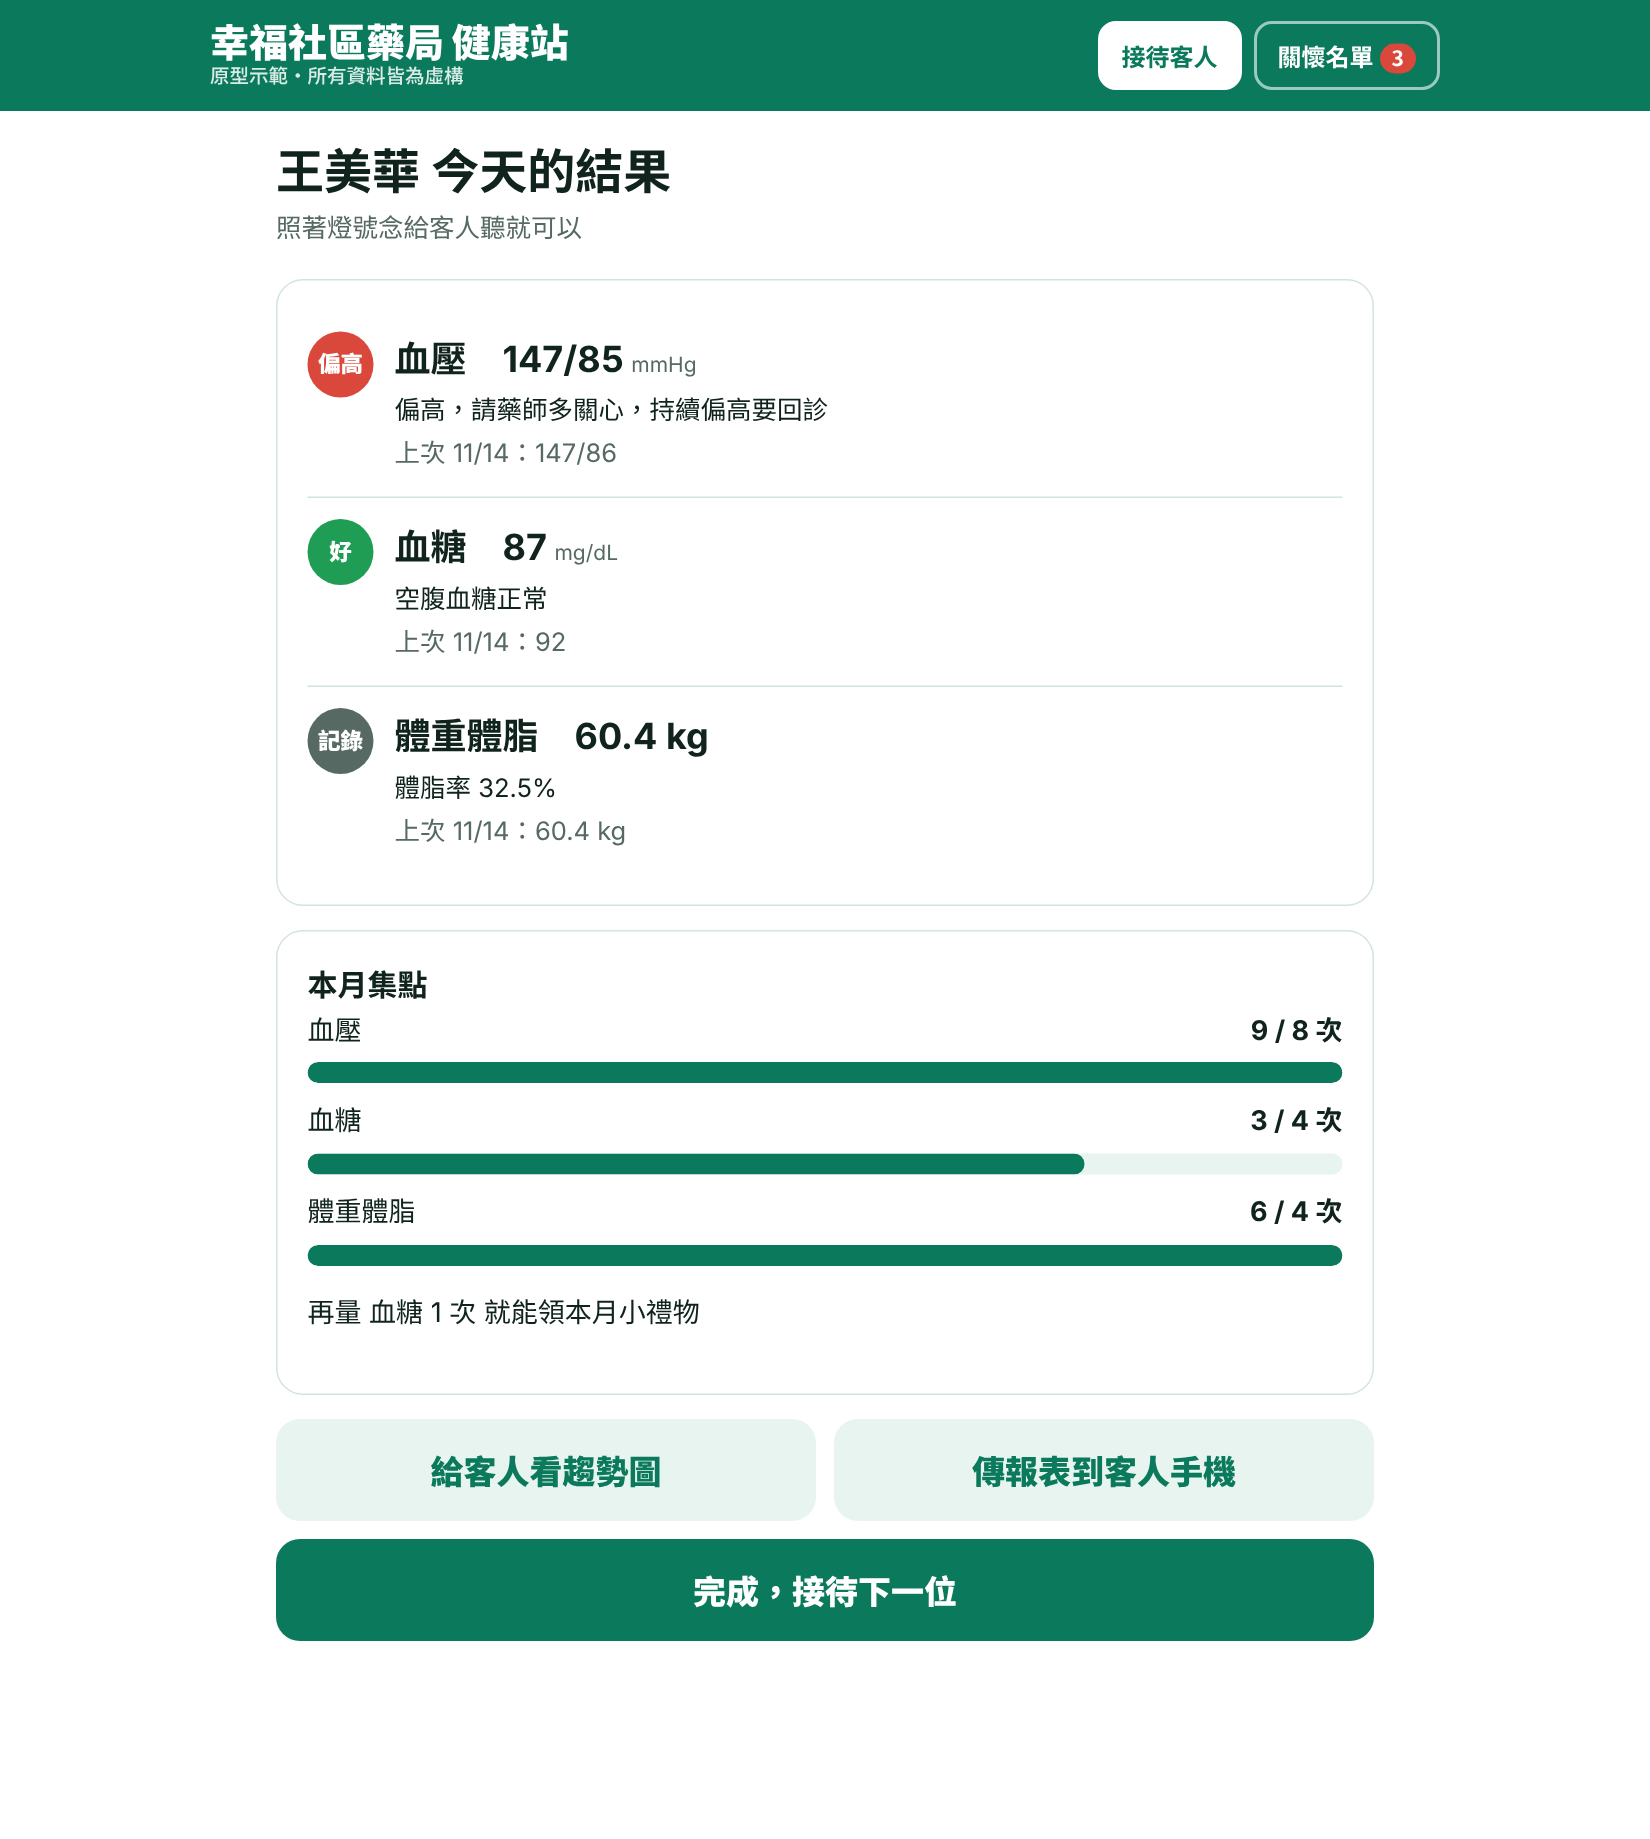 幸福社區藥局 健康站
原型示範・所有資料皆為虛構
接待客人
關懷名單 3
王美華 今天的結果
照著燈號念給客人聽就可以
偏高
血壓 147/85 mmHg
偏高，請藥師多關心，持續偏高要回診
上次 11/14：147/86
好
血糖 87 mg/dL
空腹血糖正常
上次 11/14：92
記錄
體重體脂 60.4 kg
體脂率 32.5%
上次 11/14：60.4 kg
本月集點
血壓 9 / 8 次
血糖 3 / 4 次
體重體脂 6 / 4 次
再量 血糖 1 次 就能領本月小禮物
給客人看趨勢圖
傳報表到客人手機
完成，接待下一位